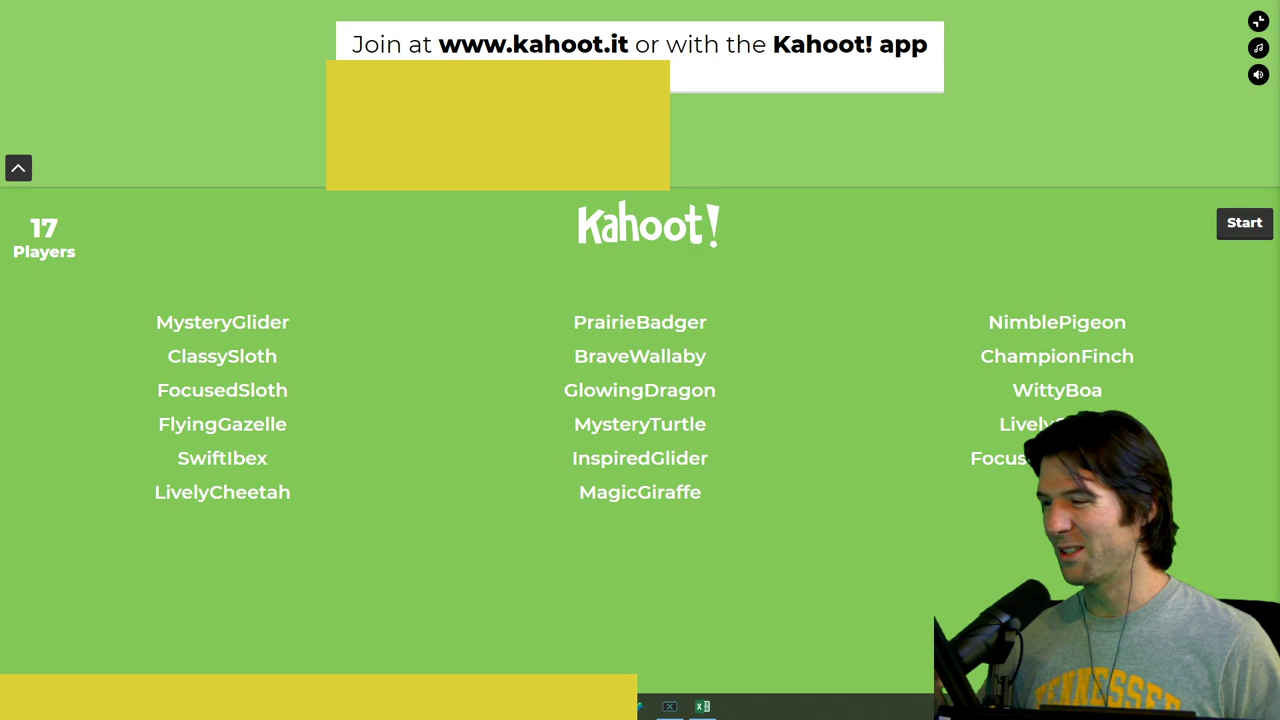 Join at www.kahoot.it or with the Kahoot! app
17
Players
Kahoot!
Start
MysteryGlider
PrairieBadger
NimblePigeon
ClassySloth
BraveWallaby
ChampionFinch
FocusedSloth
GlowingDragon
WittyBoa
FlyingGazelle
MysteryTurtle
SwiftIbex
InspiredGlider
LivelyCheetah
MagicGiraffe
TENNESSEE